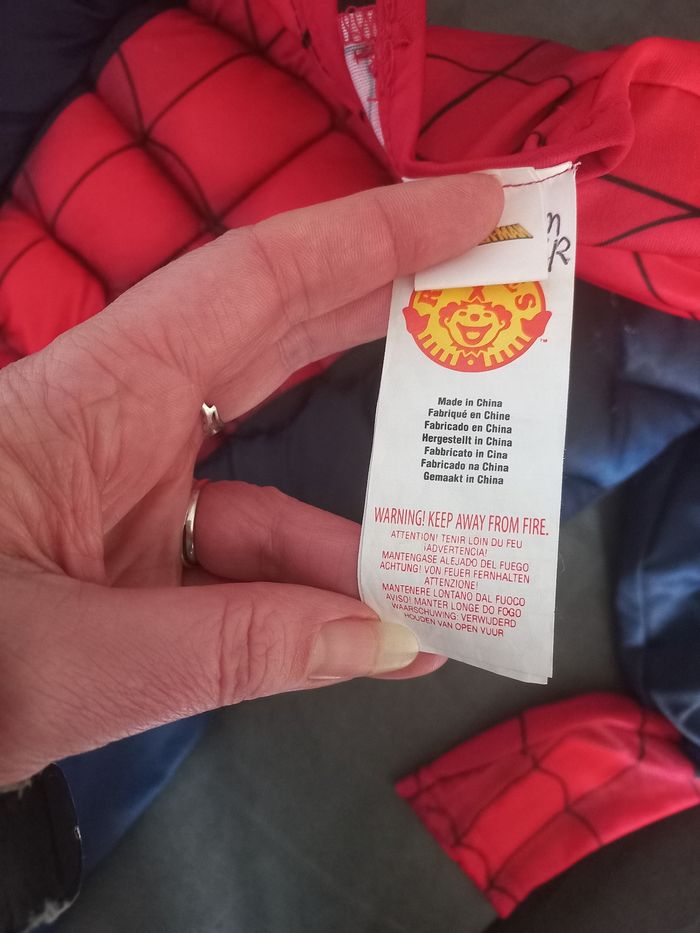 Made in China
Fabriqué en Chine
Fabricado en China
Hergestellt in China
Fabbricato in Cina
Fabricado na China
Gemaakt in China
WARNING! KEEP AWAY FROM FIRE.
ATTENTION! TENIR LOIN DU FEU
¡ADVERTENCIA!
MANTENGASE ALEJADO DEL FUEGO
ACHTUNG! VON FEUER FERNHALTEN
ATTENZIONE!
MANTENERE LONTANO DAL FUOCO
AVISO! MANTER LONGE DO FOGO
WAARSCHUWING: VERWIJDERD
HOUDEN VAN OPEN VUUR